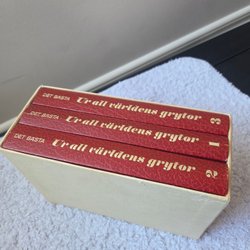 DET BÄSTA Ur all världens grytor 3
DET BÄSTA Ur all världens grytor 1
DET BÄSTA Ur all världens grytor 2